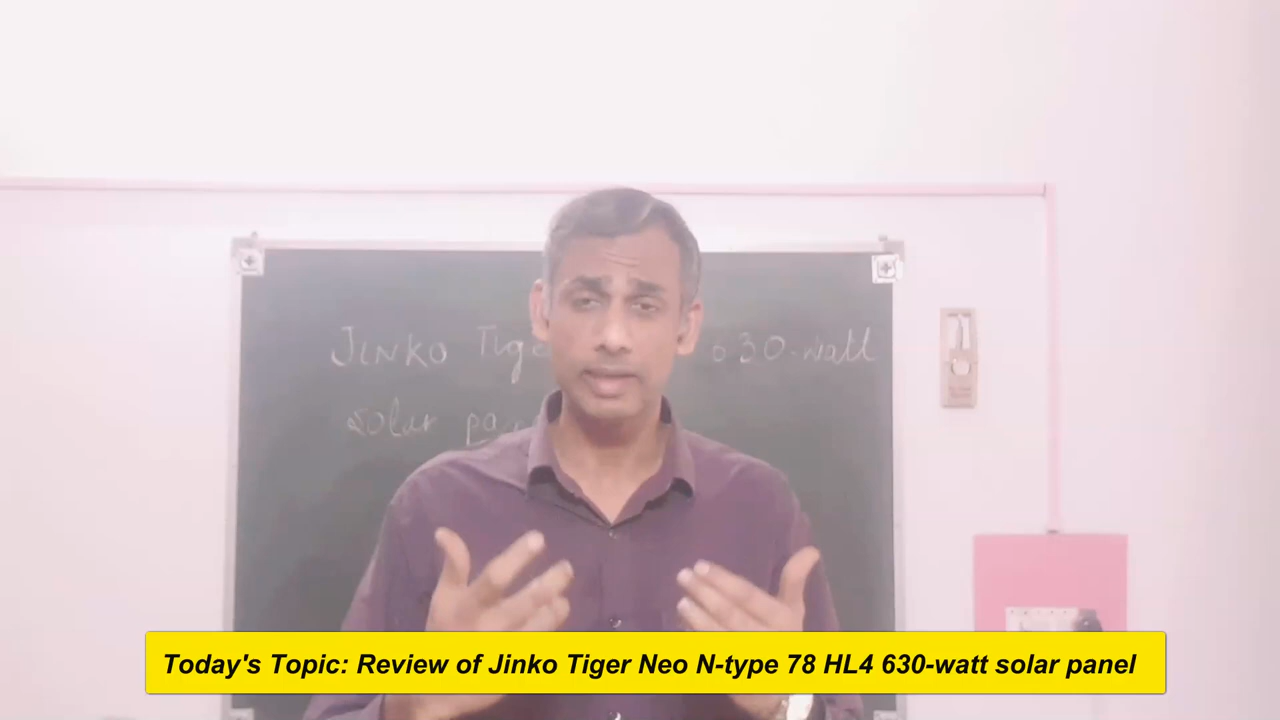 Jinko Tige 630-watt
solar pa
Today's Topic: Review of Jinko Tiger Neo N-type 78 HL4 630-watt solar panel